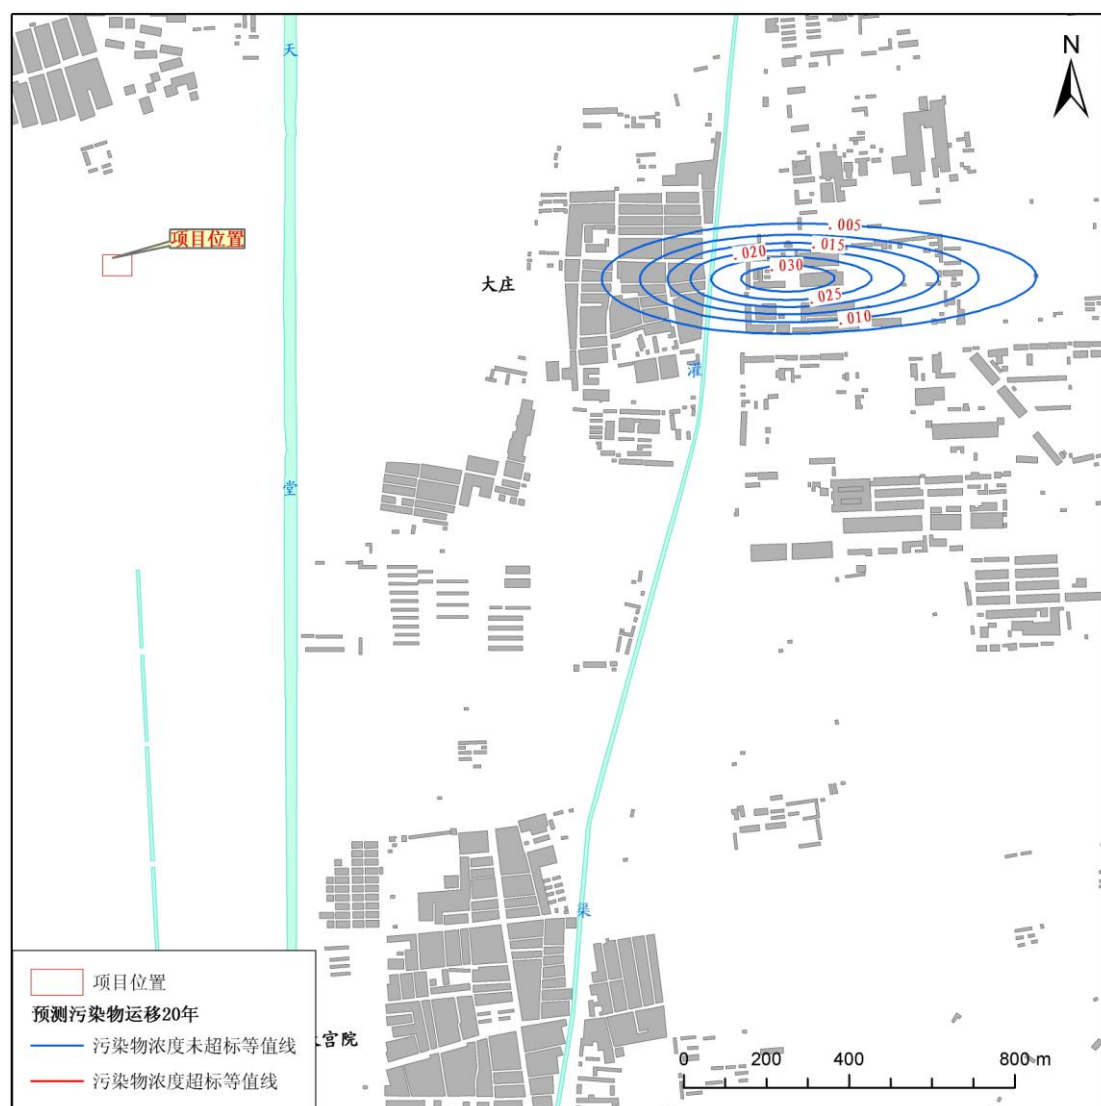 天
N
项目位置
.005
.015
.020
.030
.025
.010
大庄
灌
堂
渠
项目位置
预测污染物运移20年
污染物浓度未超标等值线
污染物浓度超标等值线
宫院
0 200 400 800 m